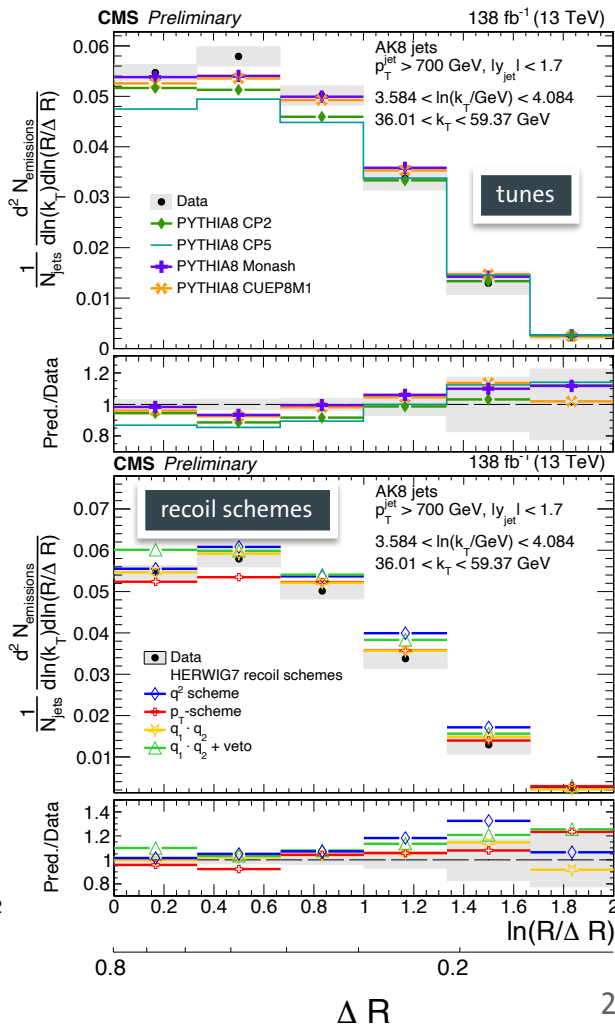 CMS Preliminary 138 fb⁻¹ (13 TeV)
AK8 jets
p_T^jet > 700 GeV, |y_jet| < 1.7
3.584 < ln(k_T/GeV) < 4.084
36.01 < k_T < 59.37 GeV
tunes
Data
PYTHIA8 CP2
PYTHIA8 CP5
PYTHIA8 Monash
PYTHIA8 CUEP8M1
1/N_jets d² N_emissions/dln(k_T)dln(R/Δ R)
0.06
0.05
0.04
0.03
0.02
0.01
0
Pred./Data
1.2
1
0.8
CMS Preliminary 138 fb⁻¹ (13 TeV)
recoil schemes
AK8 jets
p_T^jet > 700 GeV, |y_jet| < 1.7
3.584 < ln(k_T/GeV) < 4.084
36.01 < k_T < 59.37 GeV
Data
HERWIG7 recoil schemes
q² scheme
p_T-scheme
q₁ · q₂
q₁ · q₂ + veto
1/N_jets d² N_emissions/dln(k_T)dln(R/Δ R)
0.07
0.06
0.05
0.04
0.03
0.02
0.01
Pred./Data
1.4
1.2
1
0.8
0 0.2 0.4 0.6 0.8 1 1.2 1.4 1.6 1.8 2
ln(R/Δ R)
0.8 0.2
Δ R
2